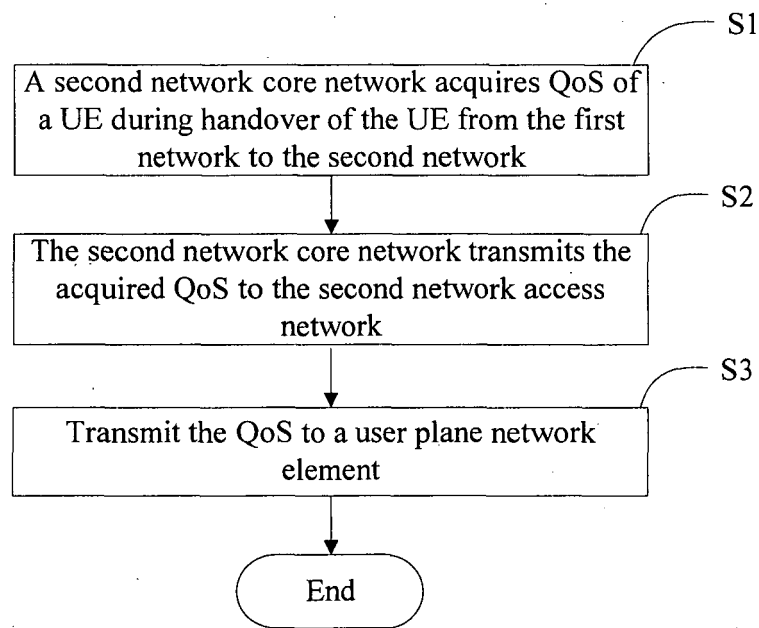 S1
A second network core network acquires QoS of
a UE during handover of the UE from the first
network to the second network
S2
The second network core network transmits the
acquired QoS to the second network access
network
S3
Transmit the QoS to a user plane network
element
End